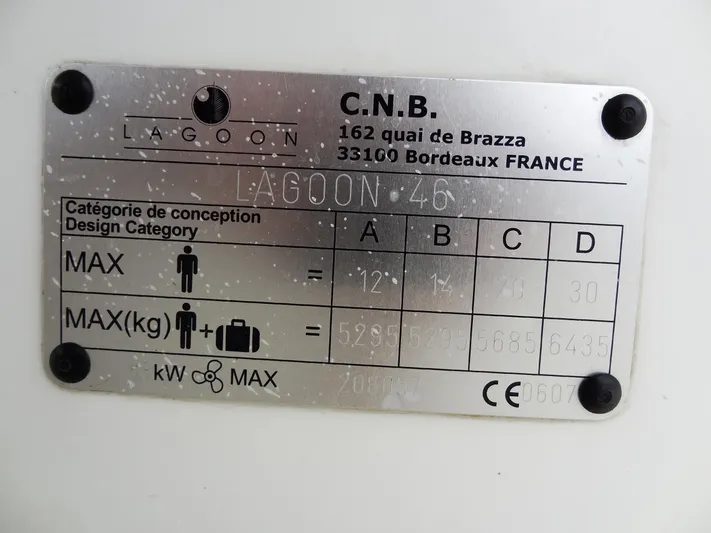 LAGOON
C.N.B.
162 quai de Brazza
33100 Bordeaux FRANCE
LAGOON 46
Catégorie de conception
Design Category
A B C D
MAX = 12 14 20 30
MAX(kg) + = 5295 5295 5685 6435
kW MAX CE 0607